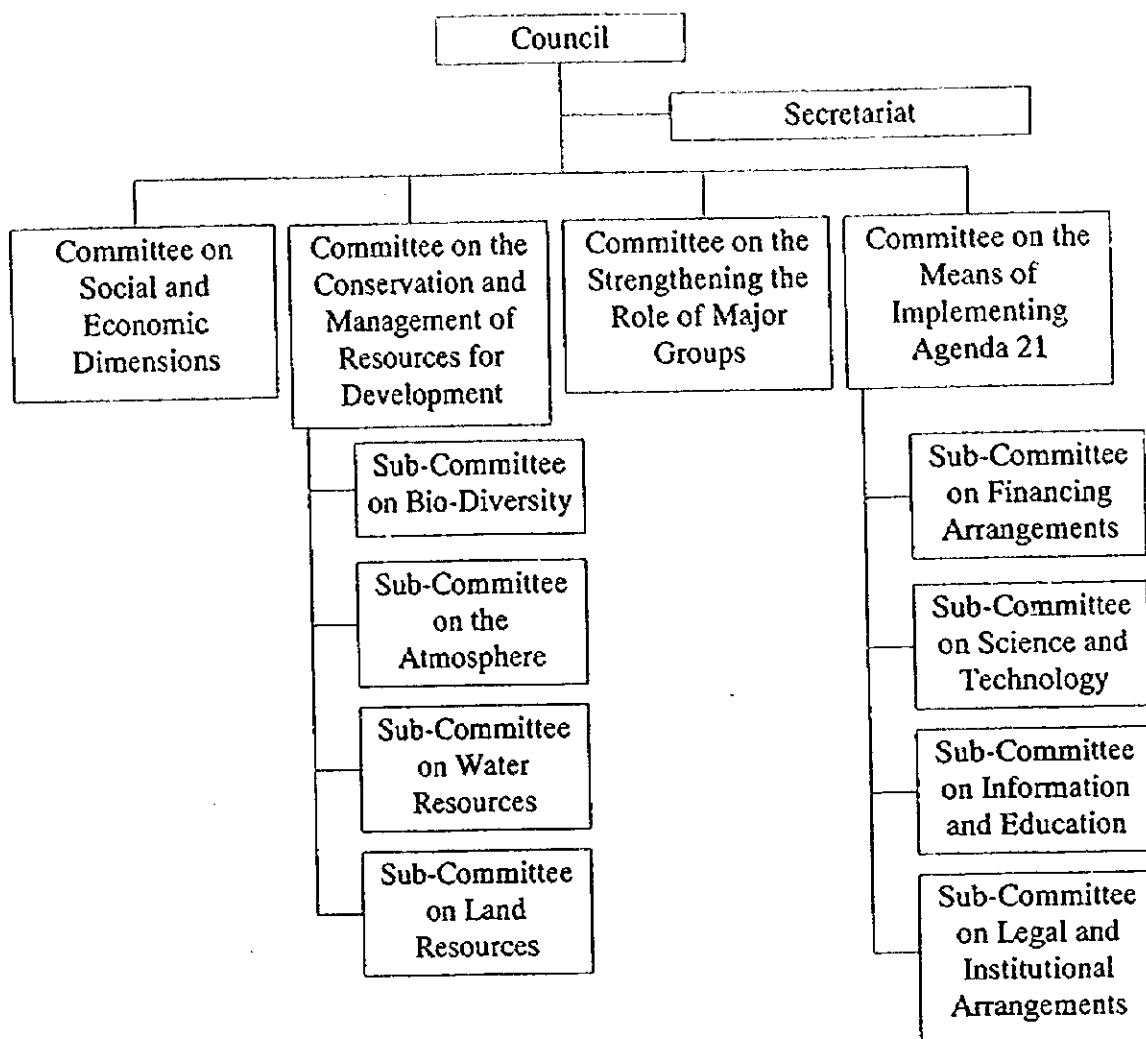 Council
Secretariat
Committee on
Social and
Economic
Dimensions
Committee on the
Conservation and
Management of
Resources for
Development
Committee on the
Strengthening the
Role of Major
Groups
Committee on the
Means of
Implementing
Agenda 21
Sub-Committee
on Bio-Diversity
Sub-Committee
on the
Atmosphere
Sub-Committee
on Water
Resources
Sub-Committee
on Land
Resources
Sub-Committee
on Financing
Arrangements
Sub-Committee
on Science and
Technology
Sub-Committee
on Information
and Education
Sub-Committee
on Legal and
Institutional
Arrangements